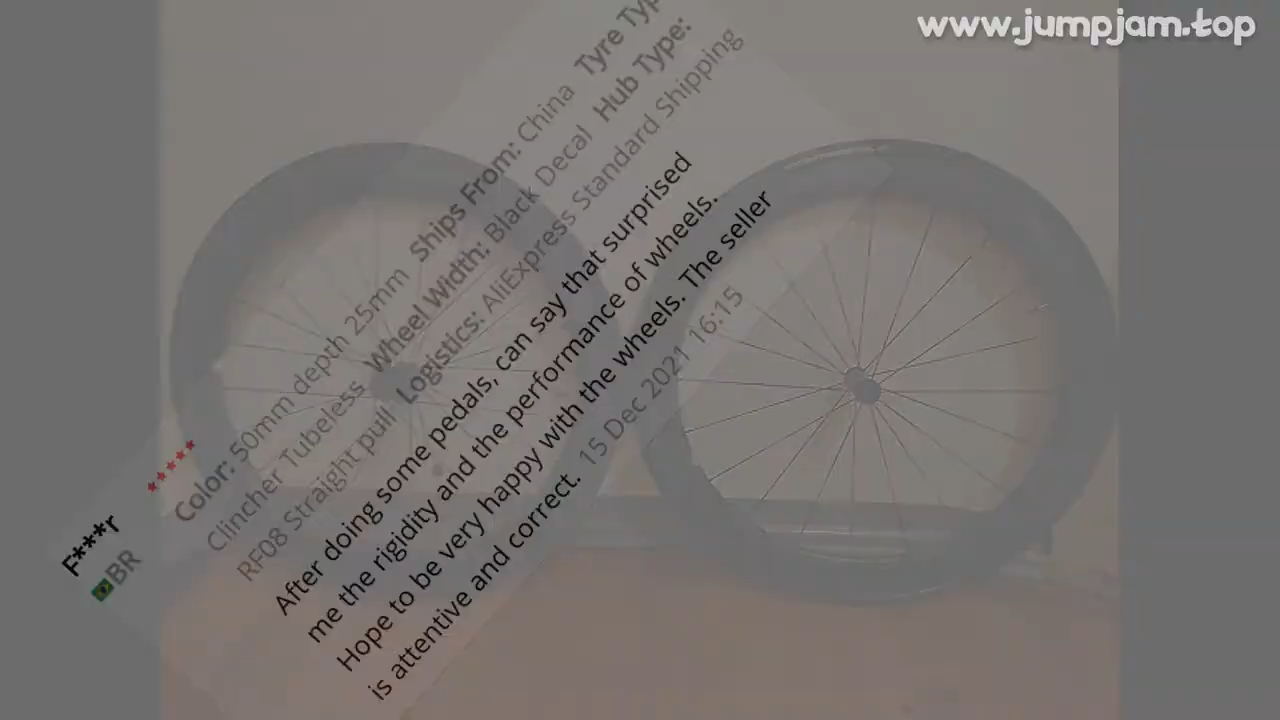 www.jumpjam.top
F***r
BR
Color: 50mm depth 25mm Ships From: China Tyre Typ
Clincher Tubeless Wheel Width: Black Decal Hub Type:
RF08 Straight pull Logistics: AliExpress Standard Shipping
After doing some pedals, can say that surprised
me the rigidity and the performance of wheels.
Hope to be very happy with the wheels. The seller
is attentive and correct. 15 Dec 2021 16:15